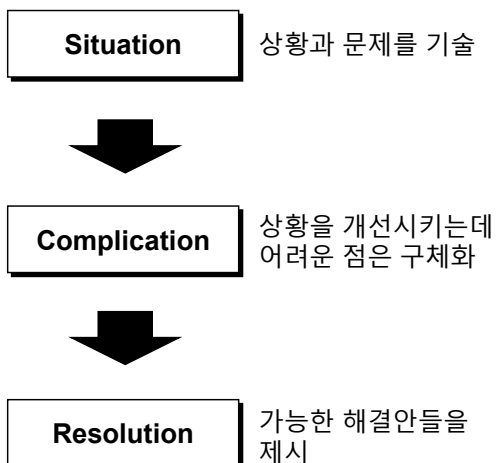 Situation
상황과 문제를 기술
Complication
상황을 개선시키는데
어려운 점은 구체화
Resolution
가능한 해결안들을
제시